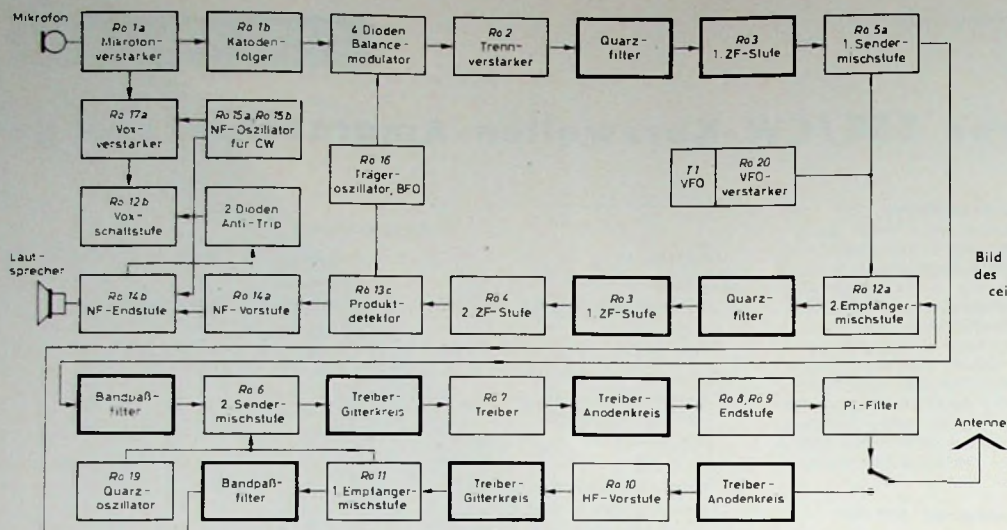 Mikrofon
Rö 1a
Mikrofon-
verstärker
Rö 1b
Katoden-
folger
4 Dioden
Balance-
modulator
Rö 2
Trenn-
verstärker
Quarz-
filter
Rö 3
1. ZF-Stufe
Rö 5a
1. Sender-
mischstufe
Rö 17a
Vox-
verstärker
Rö 15a, Rö 15b
NF-Oszillator
für CW
Rö 16
Träger-
oszillator, BFO
T1
VFO
Rö 20
VFO-
verstärker
Rö 12b
Vox-
schaltstufe
2 Dioden
Anti-Trip
Laut-
sprecher
Rö 14b
NF-Endstufe
Rö 14a
NF-Vorstufe
Rö 13c
Produkt-
detektor
Rö 4
2. ZF-Stufe
Rö 3
1. ZF-Stufe
Quarz-
filter
Rö 12a
2. Empfänger-
mischstufe
Bild
des
cei
Bandpaß-
filter
Rö 6
2. Sender-
mischstufe
Treiber-
Gitterkreis
Rö 7
Treiber
Treiber-
Anodenkreis
Rö 8, Rö 9
Endstufe
Pi-Filter
Antenne
Rö 19
Quarz-
oszillator
Bandpaß-
filter
Rö 11
1. Empfänger-
mischstufe
Treiber-
Gitterkreis
Rö 10
HF-Vorstufe
Treiber-
Anodenkreis